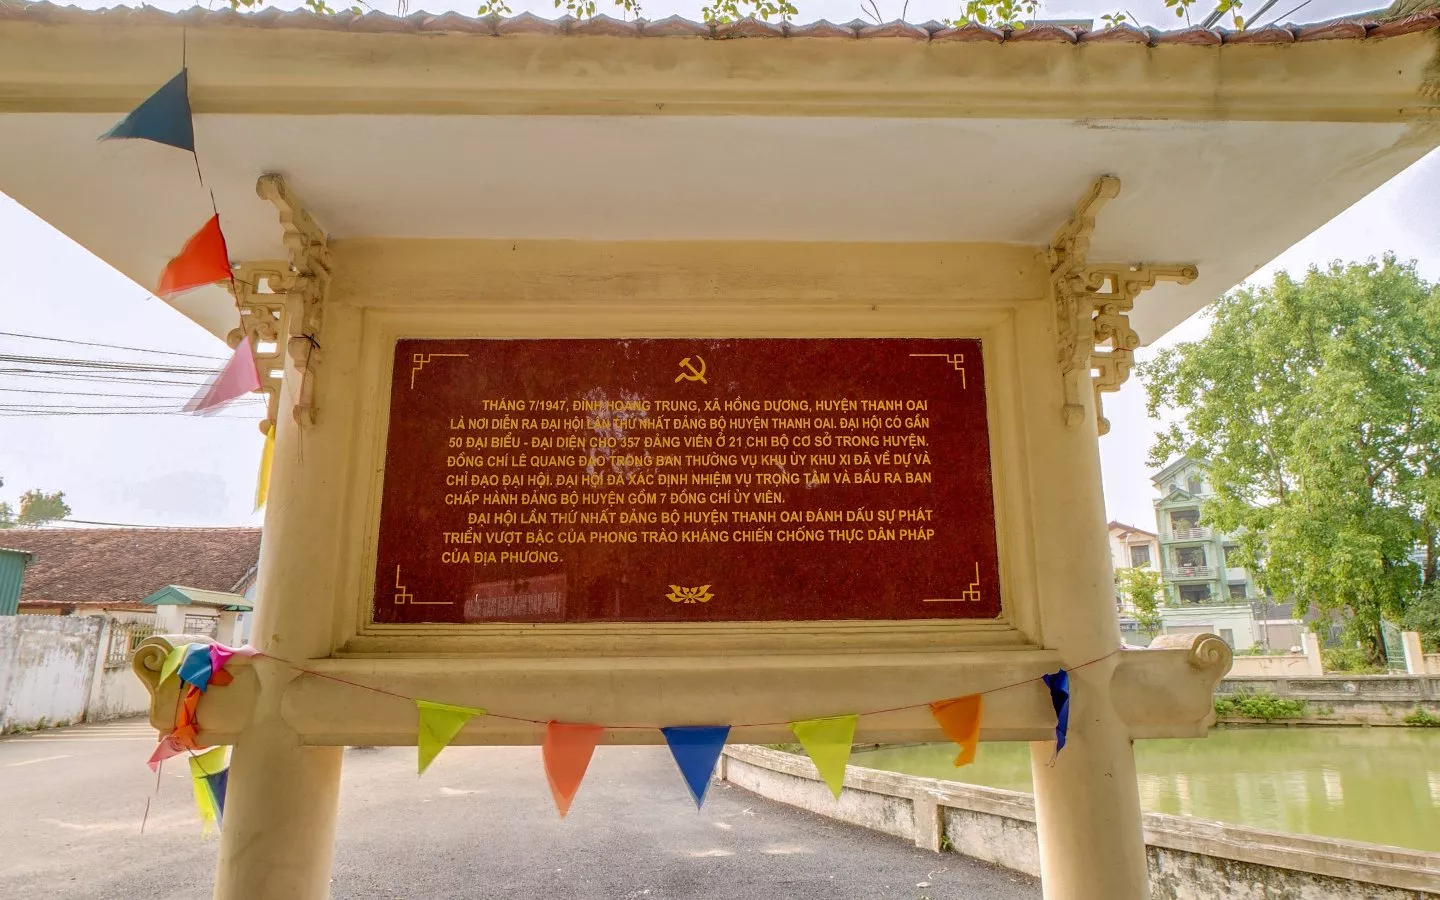 THÁNG 7/1947, ĐÌNH HOÀNG TRUNG, XÃ HỒNG DƯƠNG, HUYỆN THANH OAI
LÀ NƠI DIỄN RA ĐẠI HỘI LẦN THỨ NHẤT ĐẢNG BỘ HUYỆN THANH OAI. ĐẠI HỘI CÓ GẦN
50 ĐẠI BIỂU - ĐẠI DIỆN CHO 357 ĐẢNG VIÊN Ở 21 CHI BỘ CƠ SỞ TRONG HUYỆN.
ĐỒNG CHÍ LÊ QUANG ĐẠO TRONG BAN THƯỜNG VỤ KHU ỦY KHU XI ĐÃ VỀ DỰ VÀ
CHỈ ĐẠO ĐẠI HỘI. ĐẠI HỘI ĐÃ XÁC ĐỊNH NHIỆM VỤ TRỌNG TÂM VÀ BẦU RA BAN
CHẤP HÀNH ĐẢNG BỘ HUYỆN GỒM 7 ĐỒNG CHÍ ỦY VIÊN.
ĐẠI HỘI LẦN THỨ NHẤT ĐẢNG BỘ HUYỆN THANH OAI ĐÁNH DẤU SỰ PHÁT
TRIỂN VƯỢT BẬC CỦA PHONG TRÀO KHÁNG CHIẾN CHỐNG THỰC DÂN PHÁP
CỦA ĐỊA PHƯƠNG.